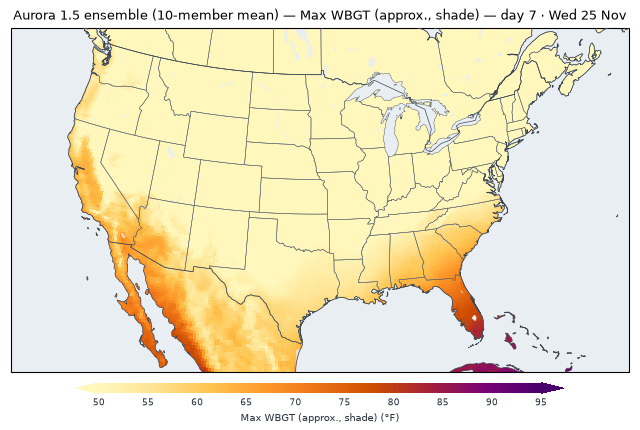 Aurora 1.5 ensemble (10-member mean) — Max WBGT (approx., shade) — day 7 · Wed 25 Nov
50 55 60 65 70 75 80 85 90 95
Max WBGT (approx., shade) (°F)